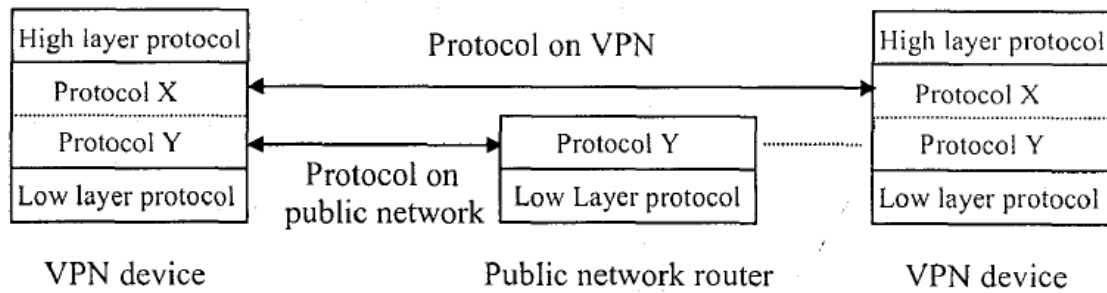 High layer protocol
Protocol X
Protocol Y
Low layer protocol
VPN device
Protocol on VPN
Protocol on
public network
Protocol Y
Low Layer protocol
Public network router
High layer protocol
Protocol X
Protocol Y
Low layer protocol
VPN device